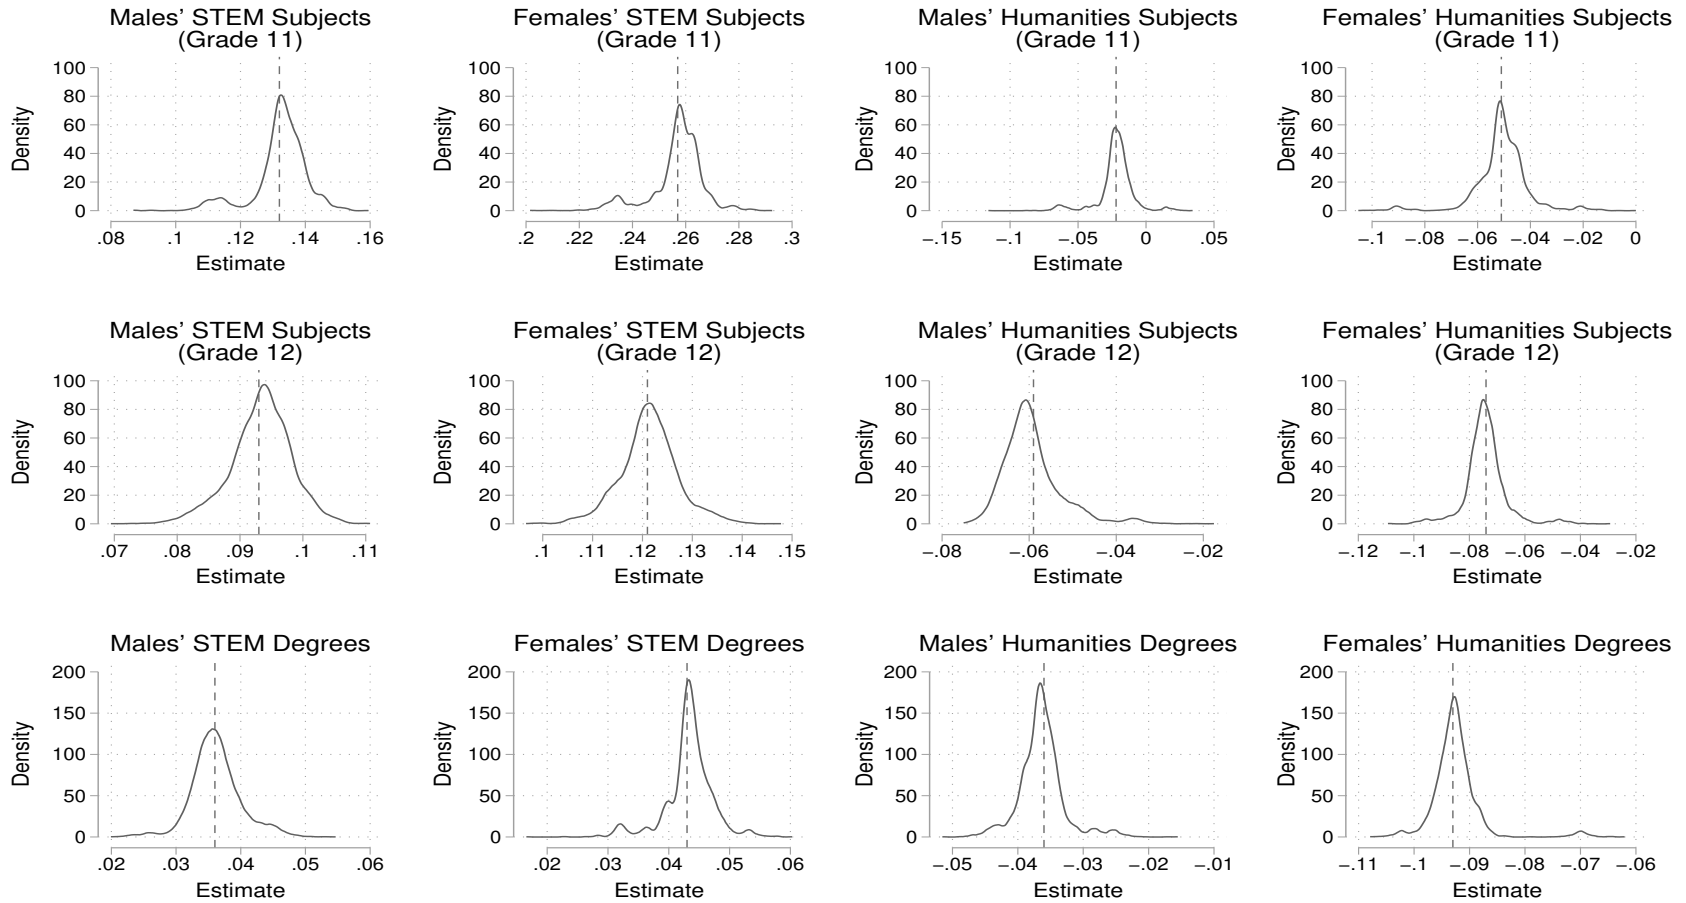 Males’ STEM Subjects
(Grade 11)
Density
100
80
60
40
20
0
.08 .1 .12 .14 .16
Estimate
Females’ STEM Subjects
(Grade 11)
Density
100
80
60
40
20
0
.2 .22 .24 .26 .28 .3
Estimate
Males’ Humanities Subjects
(Grade 11)
Density
100
80
60
40
20
0
−.15 −.1 −.05 0 .05
Estimate
Females’ Humanities Subjects
(Grade 11)
Density
100
80
60
40
20
0
−.1 −.08 −.06 −.04 −.02 0
Estimate
Males’ STEM Subjects
(Grade 12)
Density
100
80
60
40
20
0
.07 .08 .09 .1 .11
Estimate
Females’ STEM Subjects
(Grade 12)
Density
100
80
60
40
20
0
.1 .11 .12 .13 .14 .15
Estimate
Males’ Humanities Subjects
(Grade 12)
Density
100
80
60
40
20
0
−.08 −.06 −.04 −.02
Estimate
Females’ Humanities Subjects
(Grade 12)
Density
100
80
60
40
20
0
−.12 −.1 −.08 −.06 −.04 −.02
Estimate
Males’ STEM Degrees
Density
200
150
100
50
0
.02 .03 .04 .05 .06
Estimate
Females’ STEM Degrees
Density
200
150
100
50
0
.02 .03 .04 .05 .06
Estimate
Males’ Humanities Degrees
Density
200
150
100
50
0
−.05 −.04 −.03 −.02 −.01
Estimate
Females’ Humanities Degrees
Density
200
150
100
50
0
−.11 −.1 −.09 −.08 −.07 −.06
Estimate